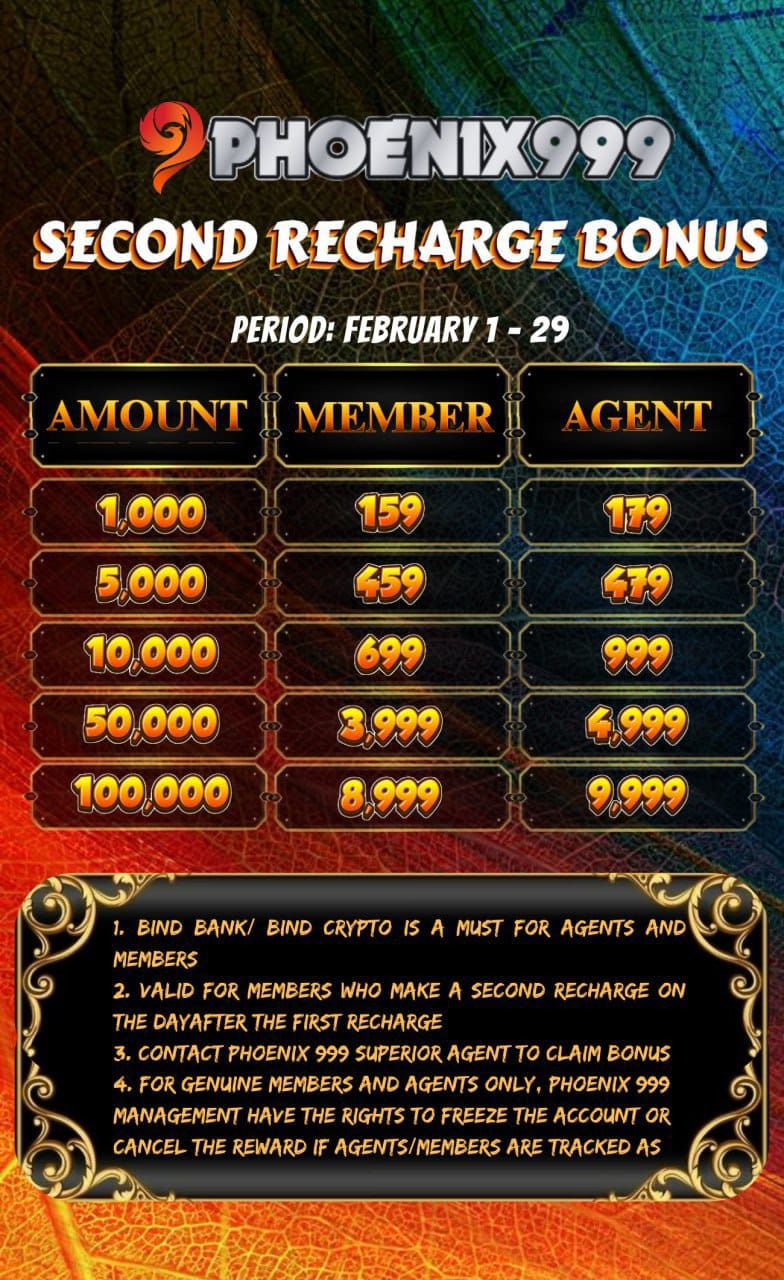 PHOENIX999
SECOND RECHARGE BONUS
PERIOD: FEBRUARY 1 - 29
AMOUNT MEMBER AGENT
1,000 159 179
5,000 459 479
10,000 699 999
50,000 3,999 4,999
100,000 8,999 9,999
1. BIND BANK/ BIND CRYPTO IS A MUST FOR AGENTS AND
MEMBERS
2. VALID FOR MEMBERS WHO MAKE A SECOND RECHARGE ON
THE DAYAFTER THE FIRST RECHARGE
3. CONTACT PHOENIX 999 SUPERIOR AGENT TO CLAIM BONUS
4. FOR GENUINE MEMBERS AND AGENTS ONLY, PHOENIX 999
MANAGEMENT HAVE THE RIGHTS TO FREEZE THE ACCOUNT OR
CANCEL THE REWARD IF AGENTS/MEMBERS ARE TRACKED AS